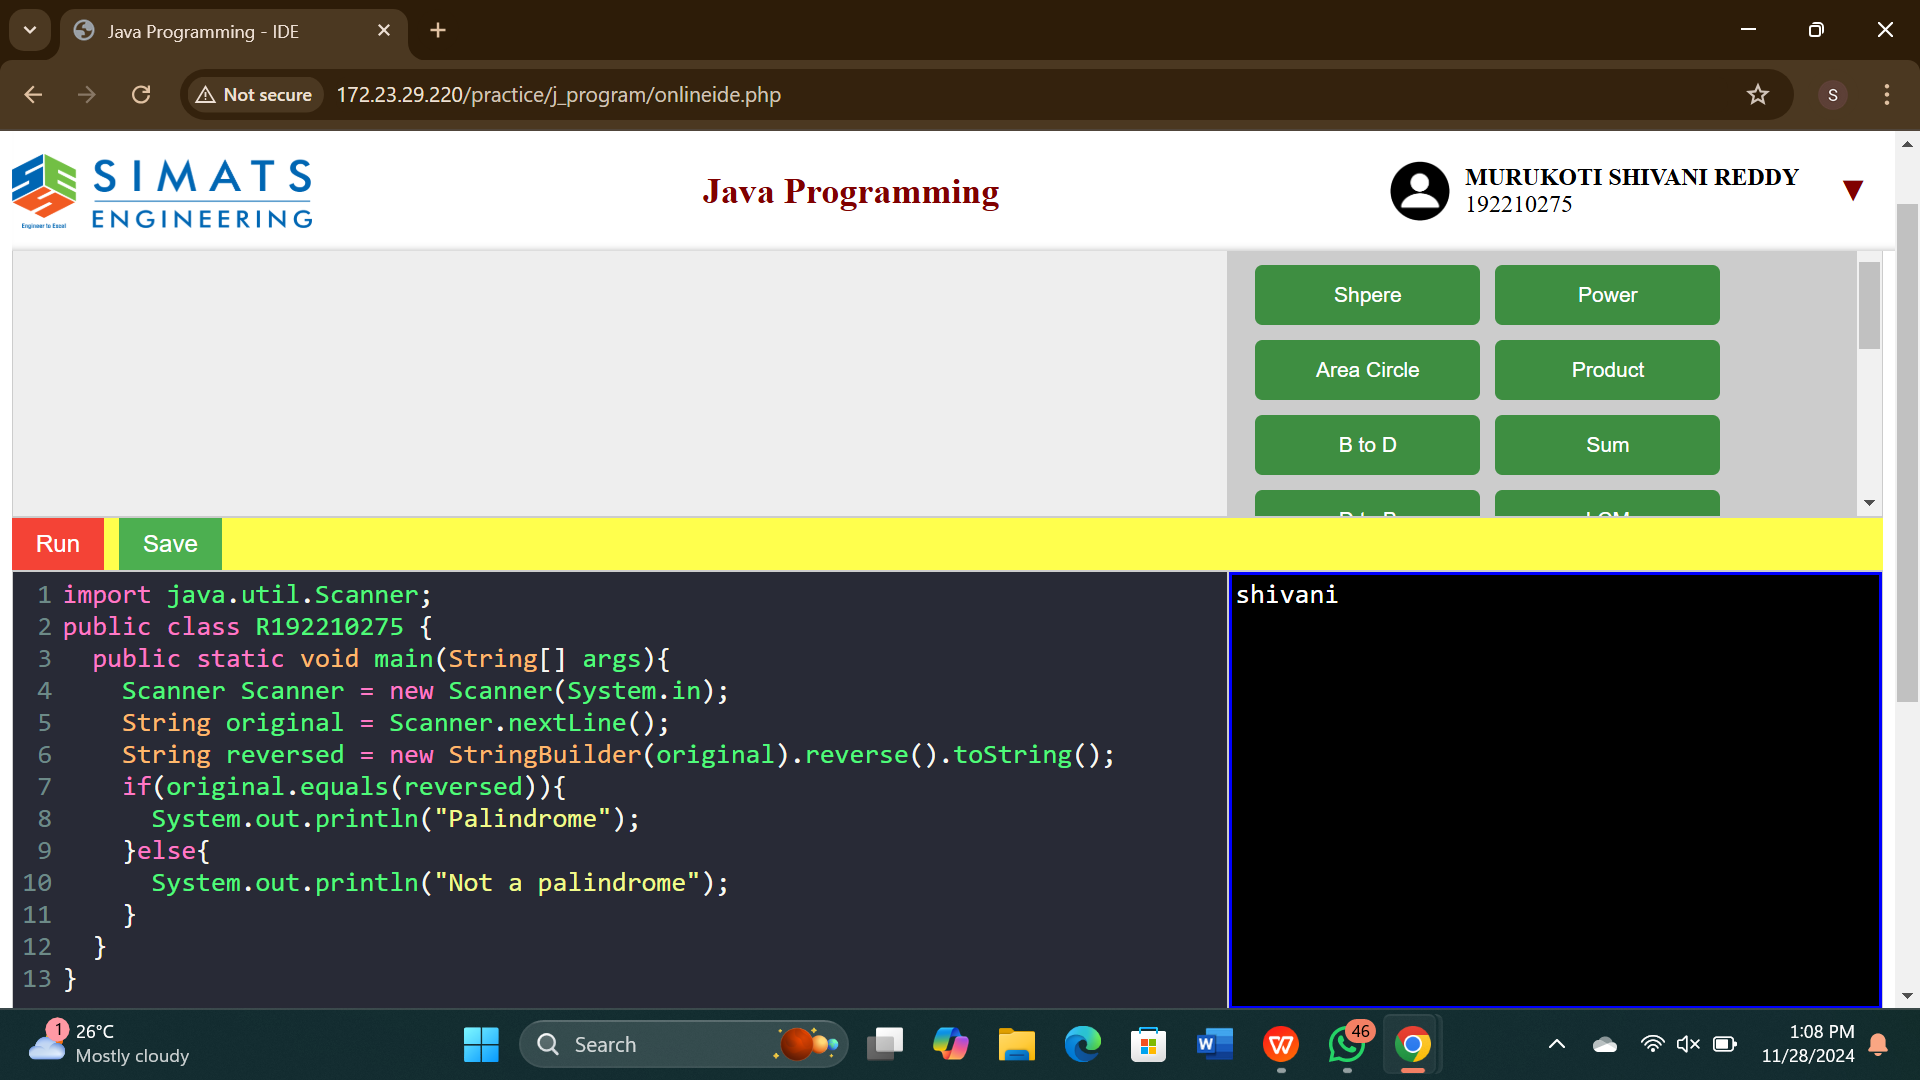 Java Programming - IDE
Not secure
172.23.29.220/practice/j_program/onlineide.php
S
SIMATS
ENGINEERING
Engineer to Excel
Java Programming
MURUKOTI SHIVANI REDDY
192210275
Shpere
Power
Area Circle
Product
B to D
Sum
Run
Save
1 import java.util.Scanner;
2 public class R192210275 {
3 public static void main(String[] args){
4 Scanner Scanner = new Scanner(System.in);
5 String original = Scanner.nextLine();
6 String reversed = new StringBuilder(original).reverse().toString();
7 if(original.equals(reversed)){
8 System.out.println("Palindrome");
9 }else{
10 System.out.println("Not a palindrome");
11 }
12 }
13 }
shivani
1
26°C
Mostly cloudy
Search
W
46
1:08 PM
11/28/2024